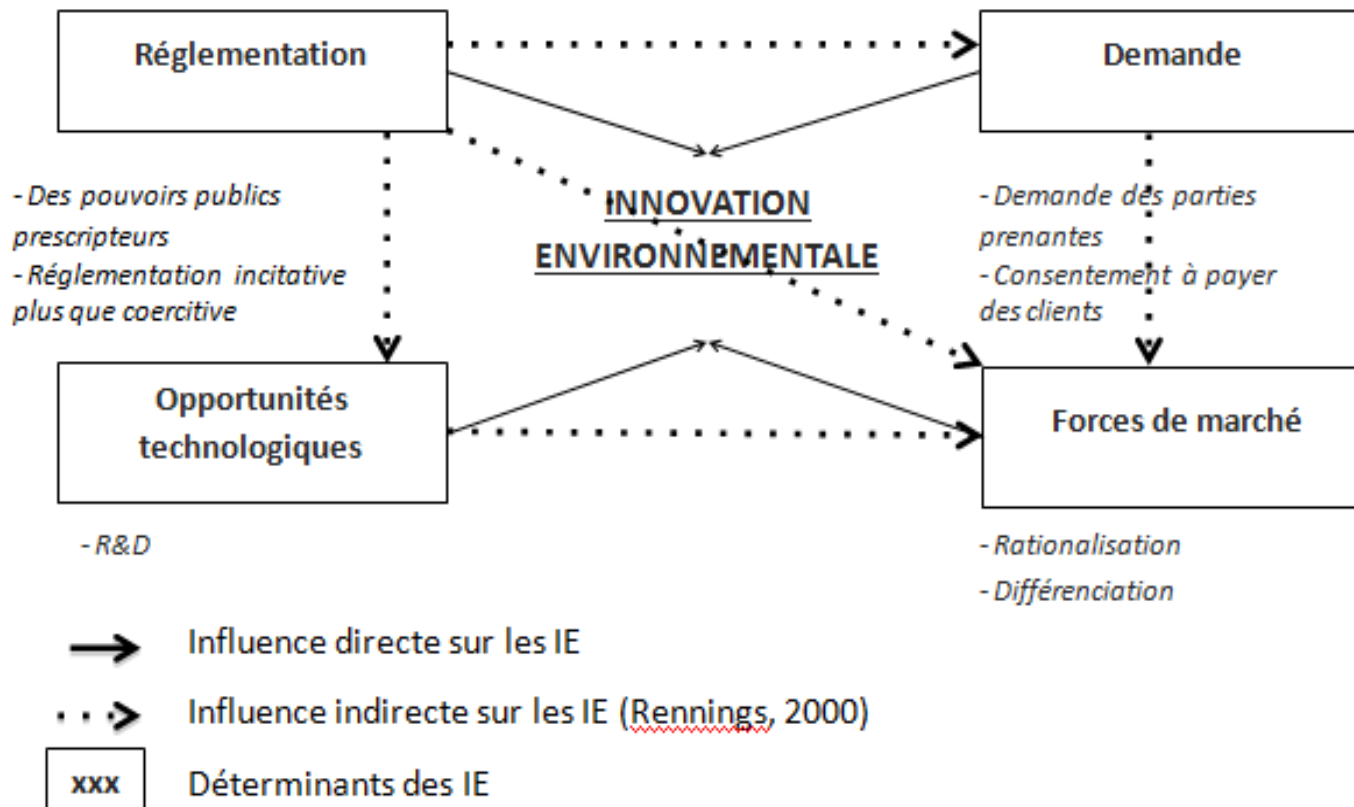 Réglementation
Demande
- Des pouvoirs publics
prescripteurs
- Réglementation incitative
plus que coercitive
INNOVATION
ENVIRONNEMENTALE
- Demande des parties
prenantes
- Consentement à payer
des clients
Opportunités
technologiques
Forces de marché
- R&D
- Rationalisation
- Différenciation
Influence directe sur les IE
Influence indirecte sur les IE (Rennings, 2000)
xxx
Déterminants des IE